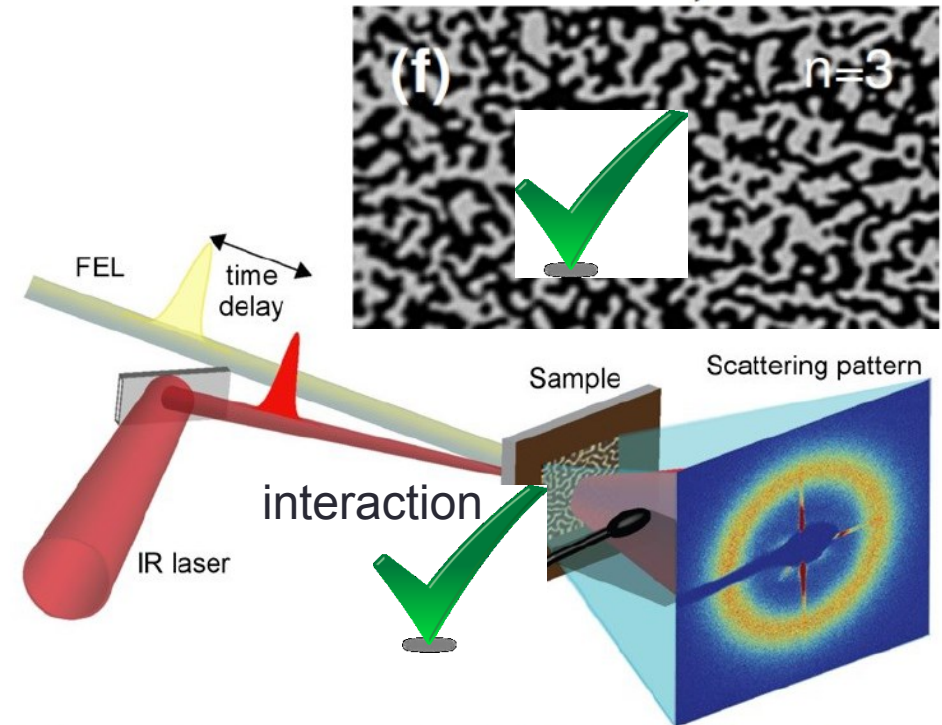 (f)
n=3
FEL
time
delay
Sample
Scattering pattern
interaction
IR laser